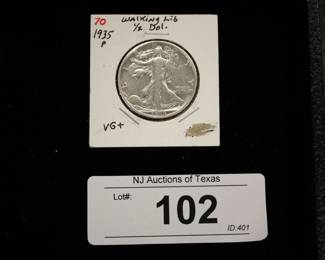 70
WALKING Lib
1935
½ Dol.
P
VG+
NJ Auctions of Texas
Lot#:
102
ID:401